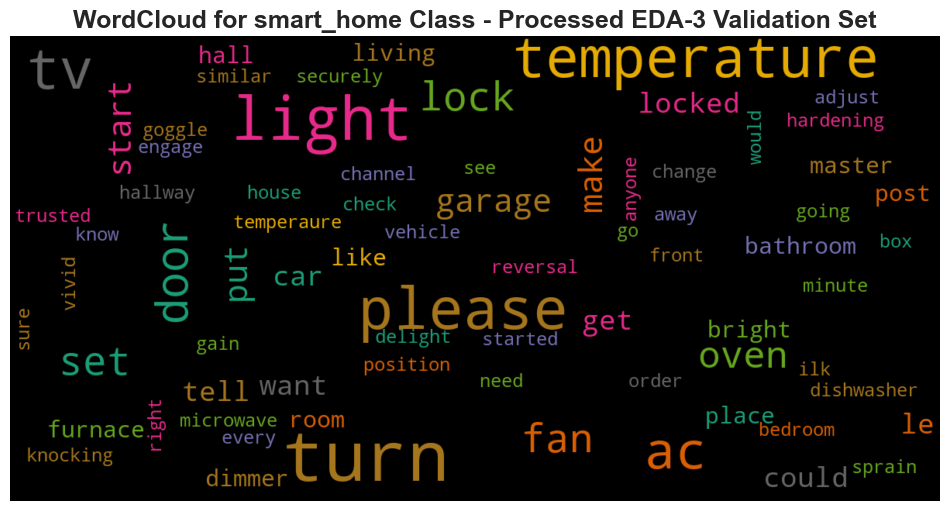 WordCloud for smart_home Class - Processed EDA-3 Validation Set
tv
hall
living
temperature
similar
securely
start
light
lock
locked
adjust
hardening
goggle
engage
would
make
anyone
channel
see
change
master
hallway
house
check
garage
post
trusted
temperaure
vehicle
away
going
know
go
door
put
like
front
bathroom
box
vivid
car
reversal
minute
please
get
sure
gain
delight
started
bright
set
position
oven
tell
want
need
order
ilk
dishwasher
right
microwave
room
place
furnace
every
fan
bedroom
le
knocking
turn
ac
dimmer
could
sprain